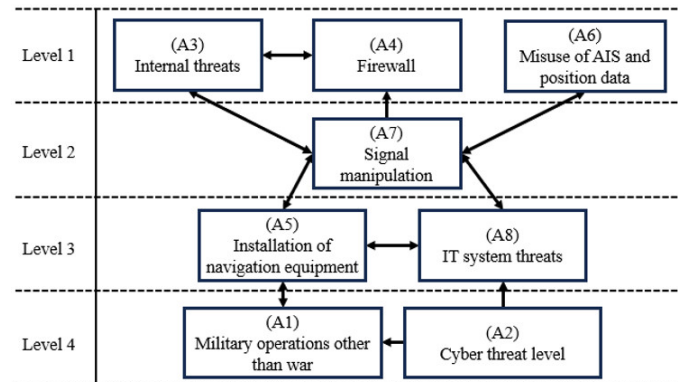 Level 1
(A3)
Internal threats
(A4)
Firewall
(A6)
Misuse of AIS and
position data
Level 2
(A7)
Signal
manipulation
Level 3
(A5)
Installation of
navigation equipment
(A8)
IT system threats
Level 4
(A1)
Military operations other
than war
(A2)
Cyber threat level